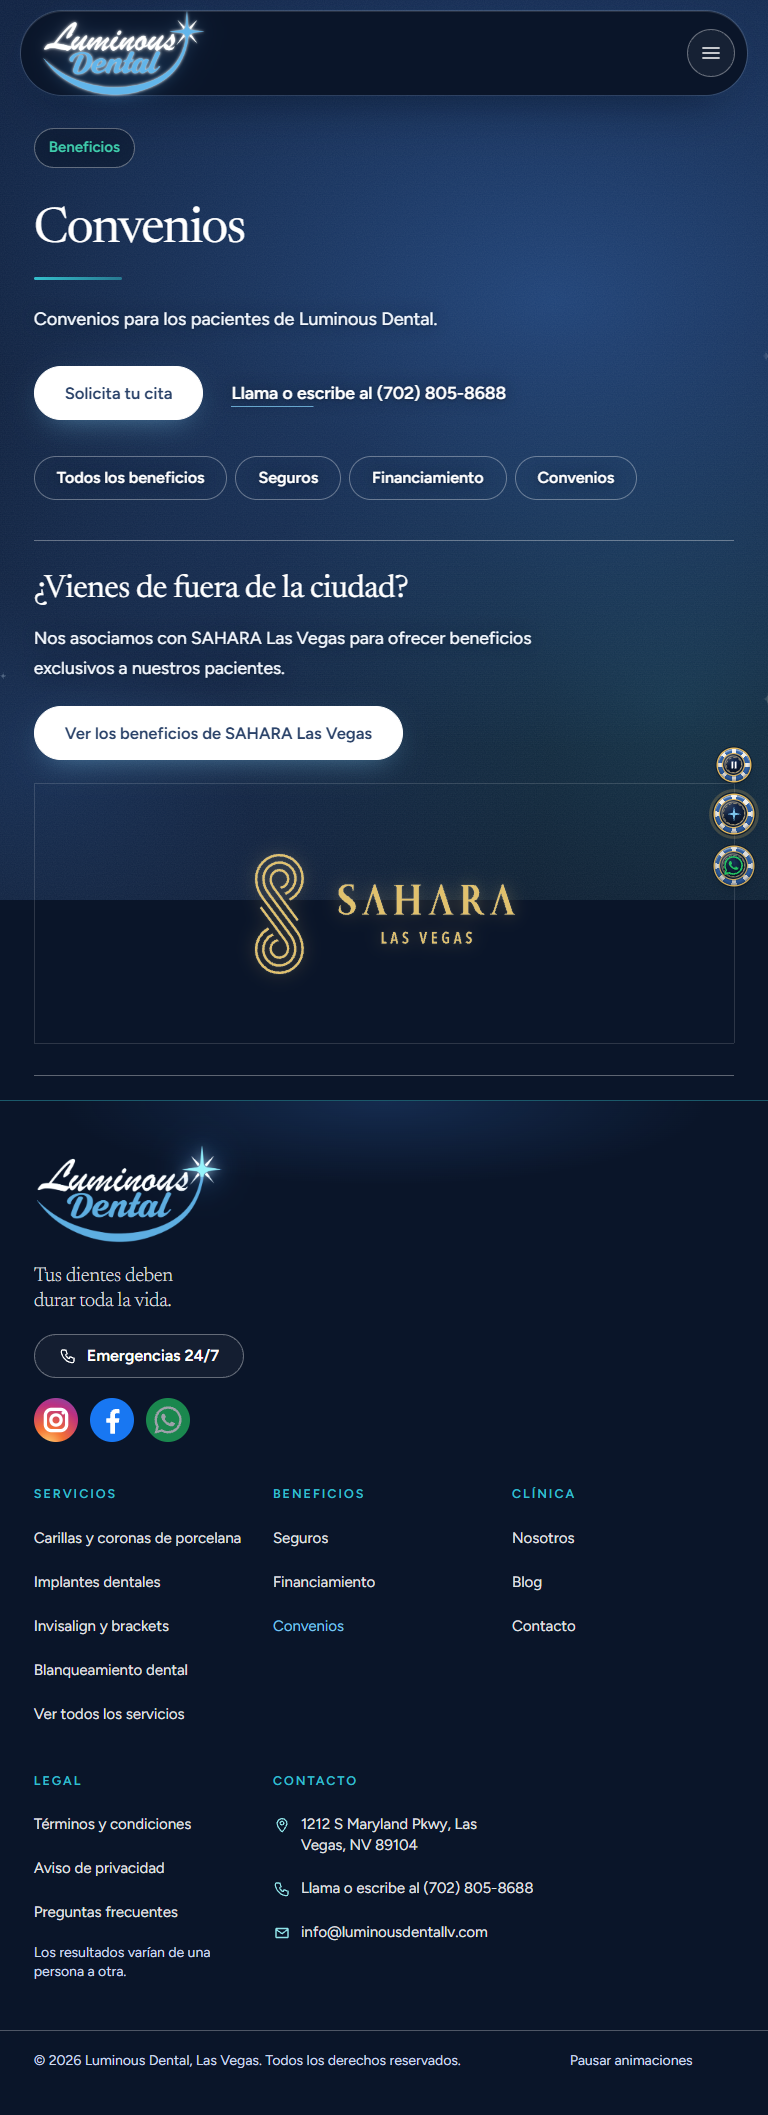 Luminous
Dental
Beneficios
Convenios
Convenios para los pacientes de Luminous Dental.
Solicita tu cita
Llama o escribe al (702) 805-8688
Todos los beneficios
Seguros
Financiamiento
Convenios
¿Vienes de fuera de la ciudad?
Nos asociamos con SAHARA Las Vegas para ofrecer beneficios
exclusivos a nuestros pacientes.
Ver los beneficios de SAHARA Las Vegas
SAHARA
LAS VEGAS
Luminous
Dental
Tus dientes deben
durar toda la vida.
Emergencias 24/7
SERVICIOS
Carillas y coronas de porcelana
Implantes dentales
Invisalign y brackets
Blanqueamiento dental
Ver todos los servicios
BENEFICIOS
Seguros
Financiamiento
Convenios
CLÍNICA
Nosotros
Blog
Contacto
LEGAL
Términos y condiciones
Aviso de privacidad
Preguntas frecuentes
Los resultados varían de una
persona a otra.
CONTACTO
1212 S Maryland Pkwy, Las
Vegas, NV 89104
Llama o escribe al (702) 805-8688
info@luminousdentallv.com
© 2026 Luminous Dental, Las Vegas. Todos los derechos reservados.
Pausar animaciones